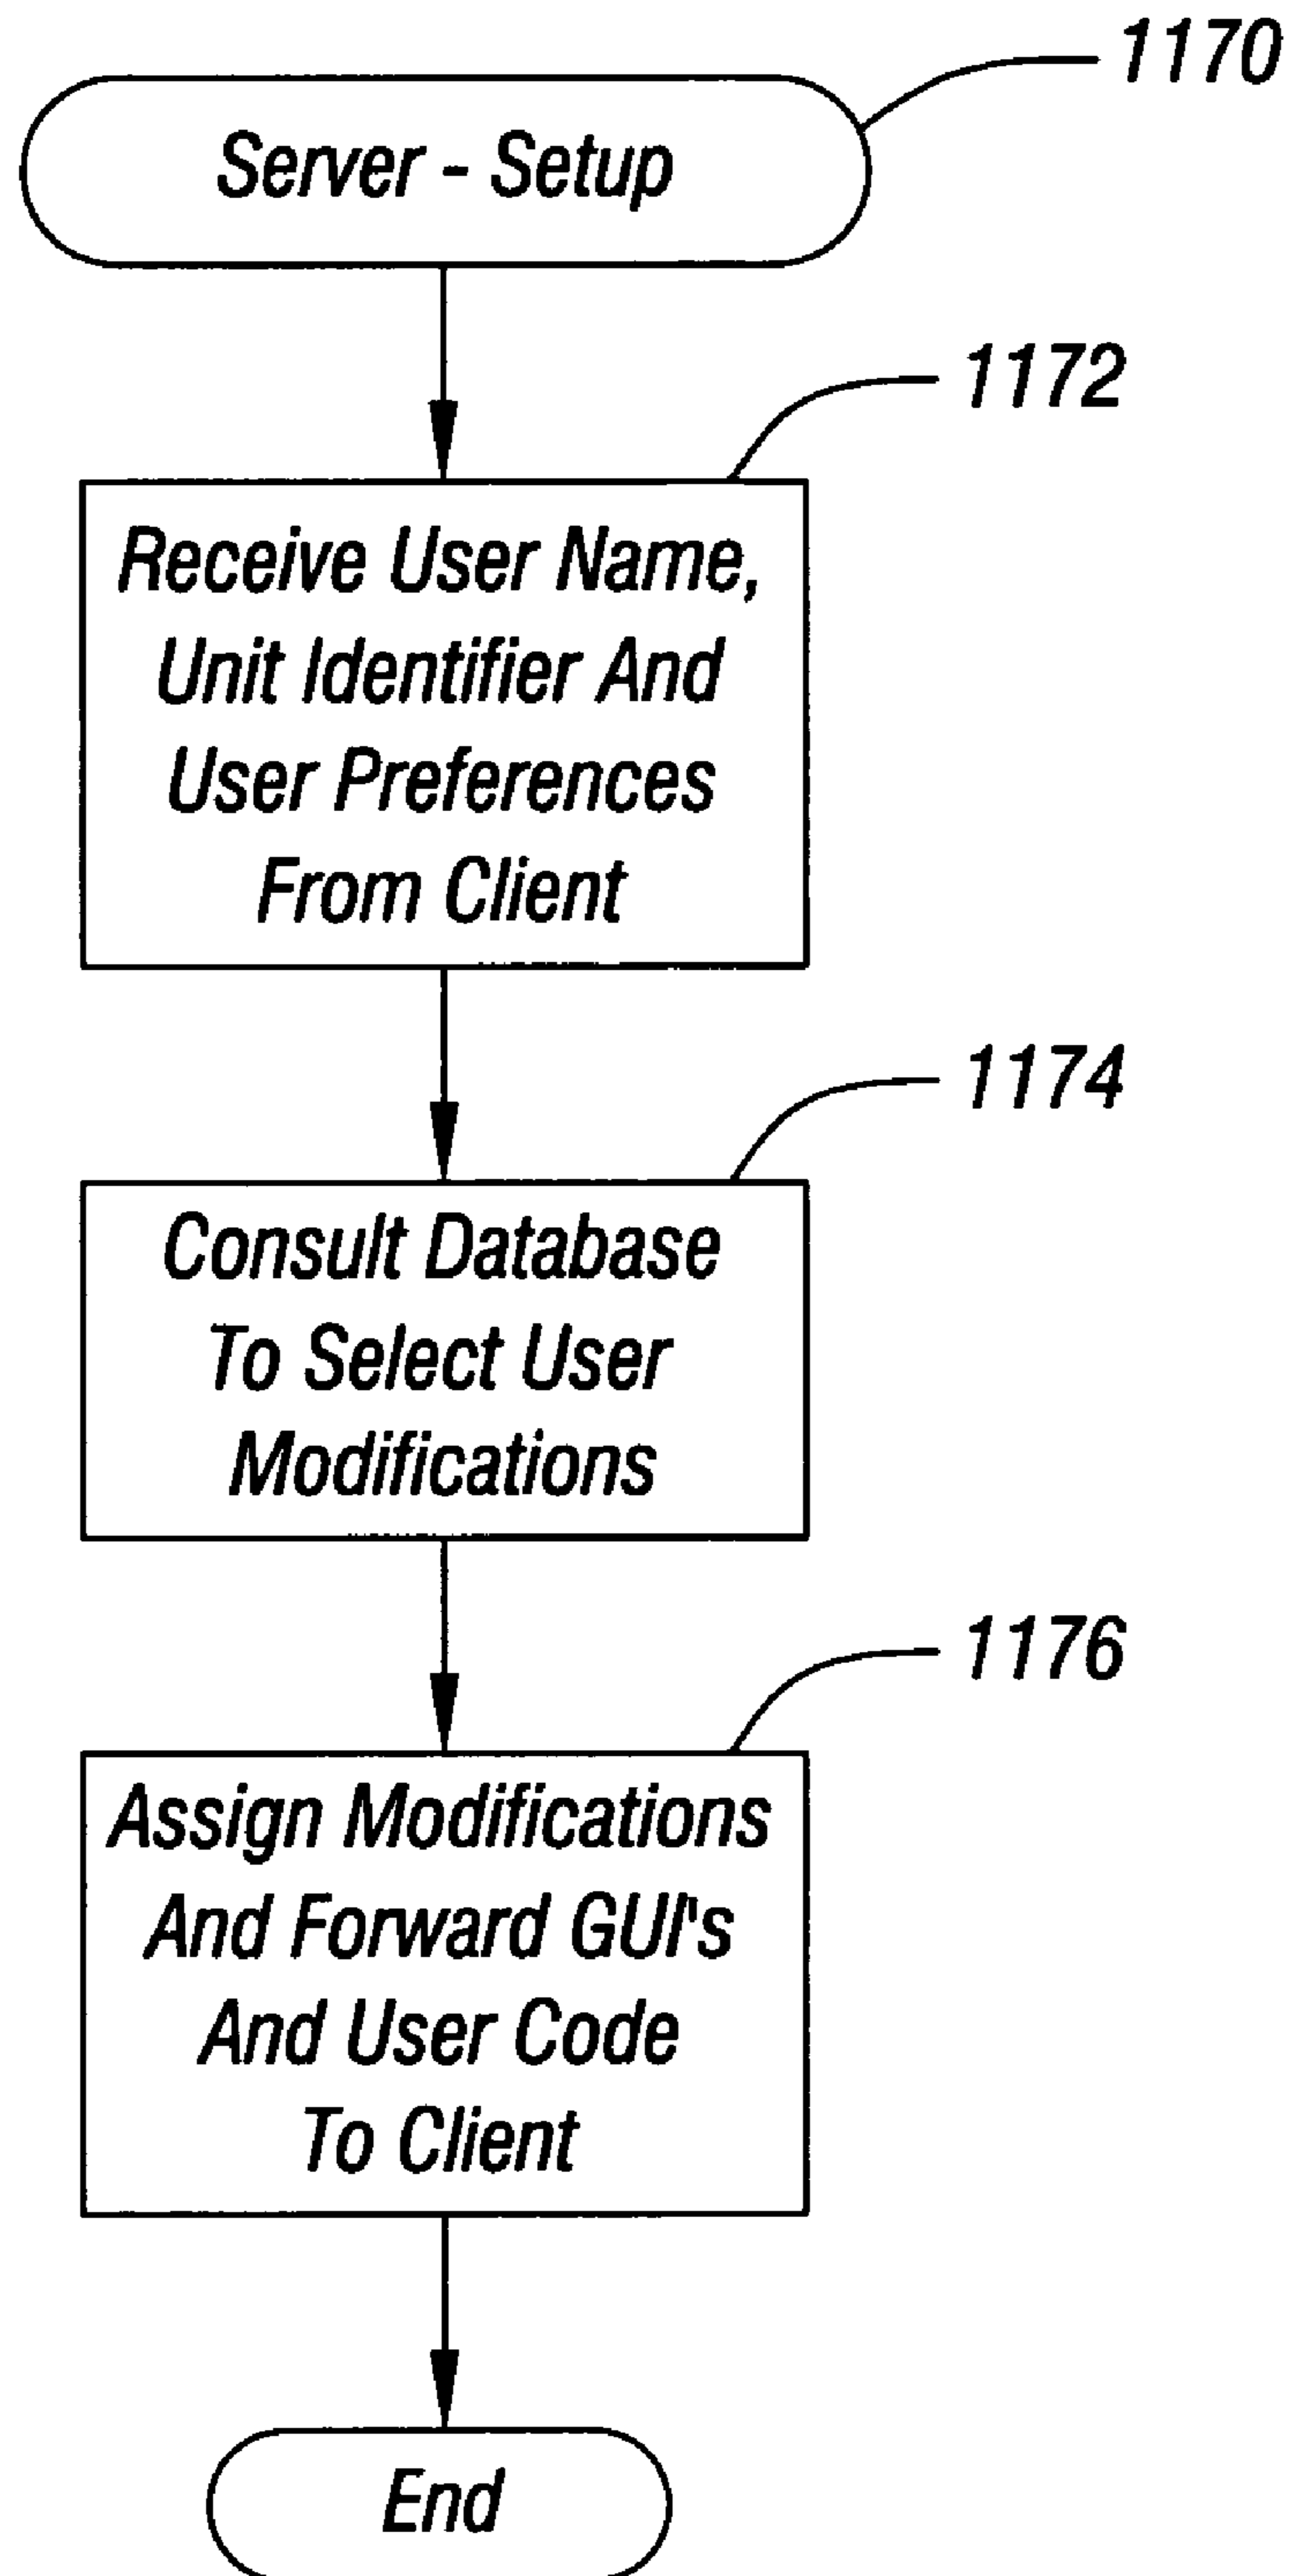 1170
Server - Setup
1172
Receive User Name,
Unit Identifier And
User Preferences
From Client
1174
Consult Database
To Select User
Modifications
1176
Assign Modifications
And Forward GUI's
And User Code
To Client
End